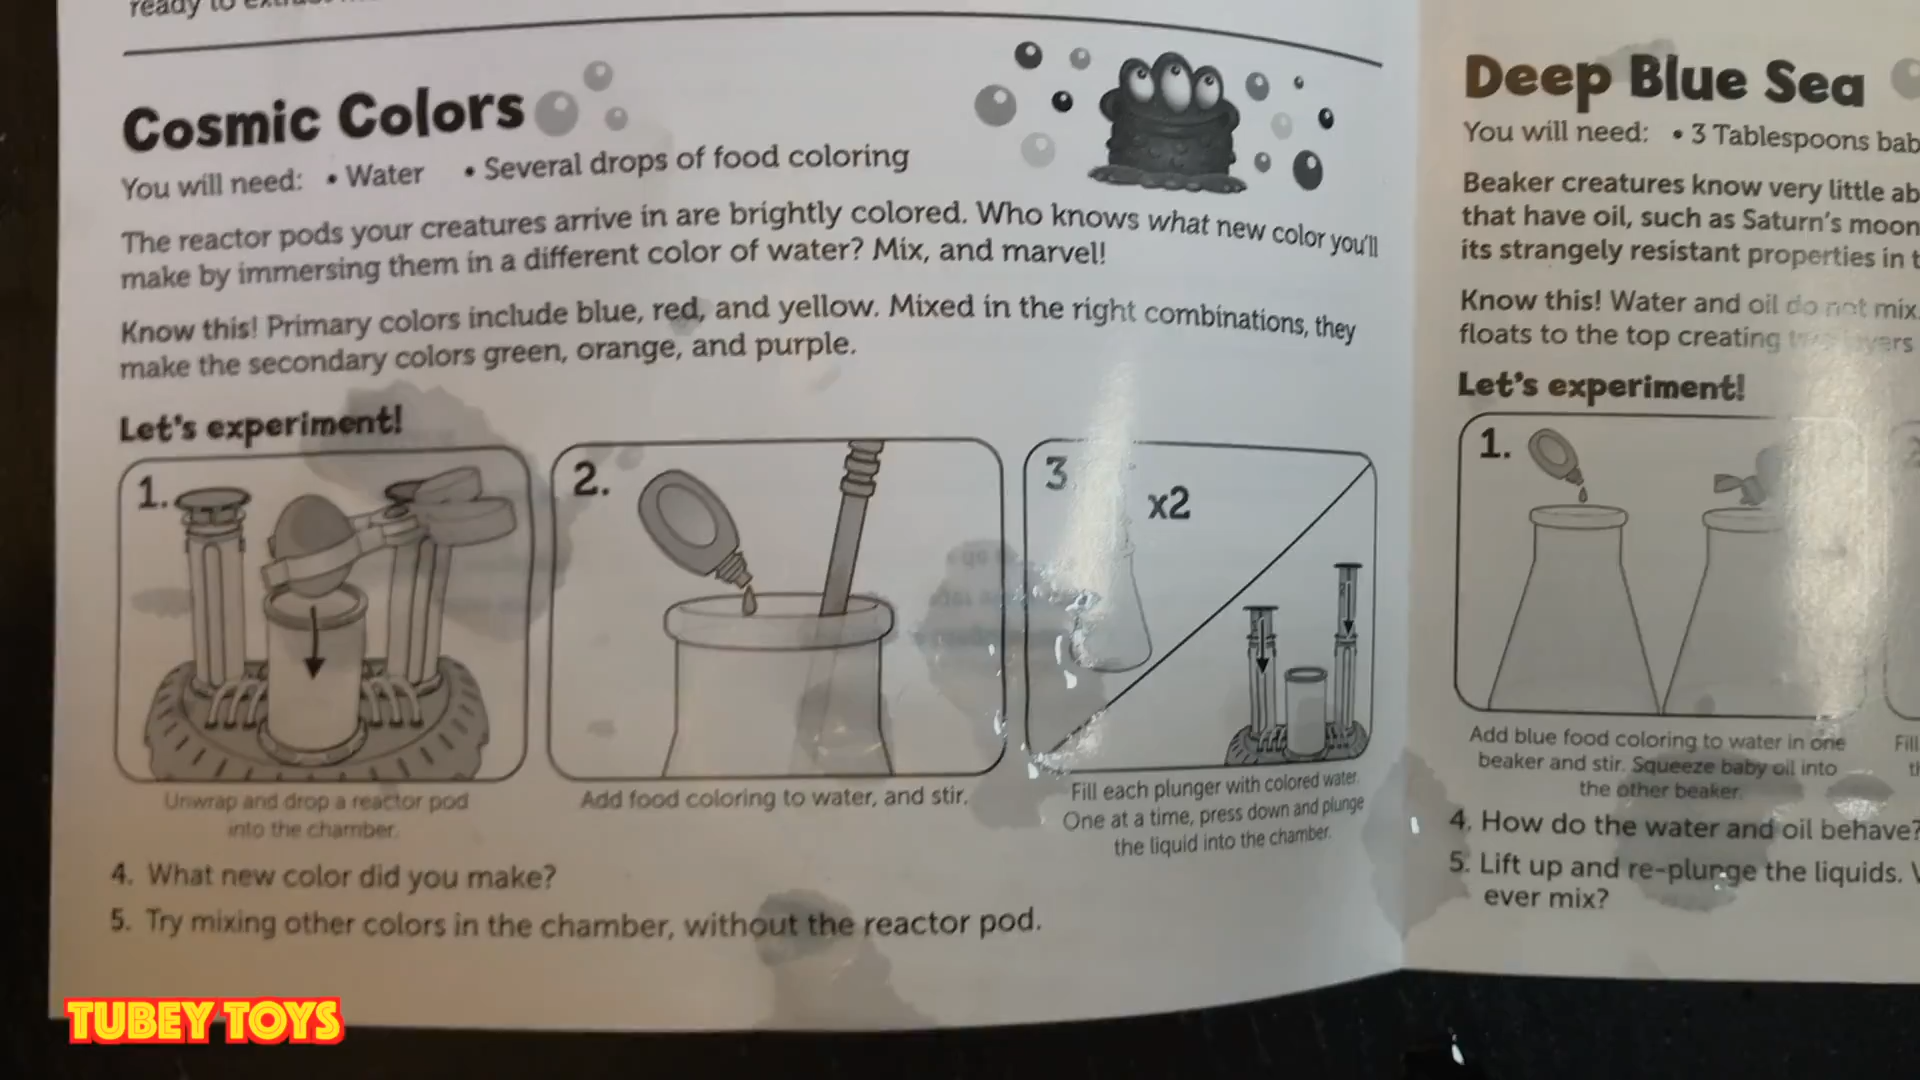 ready to
Cosmic Colors
You will need: • Water • Several drops of food coloring
The reactor pods your creatures arrive in are brightly colored. Who knows what new color you'll
make by immersing them in a different color of water? Mix, and marvel!
Know this! Primary colors include blue, red, and yellow. Mixed in the right combinations, they
make the secondary colors green, orange, and purple.
Let's experiment!
1.
2.
3
x2
Unwrap and drop a reactor pod
into the chamber.
Add food coloring to water, and stir.
Fill each plunger with colored water.
One at a time, press down and plunge
the liquid into the chamber.
4. What new color did you make?
5. Try mixing other colors in the chamber, without the reactor pod.
Deep Blue Sea
You will need: • 3 Tablespoons
Beaker creatures know very little
that have oil, such as Saturn's moon
its strangely resistant properties in
Know this! Water and oil do not mix.
floats to the top creating
Let's experiment!
1.
Add blue food coloring to water in one
beaker and stir. Squeeze baby oil into
the other beaker.
Fill
4. How do the water and oil behave?
5. Lift up and re-plunge the liquids.
ever mix?
TUBEY TOYS